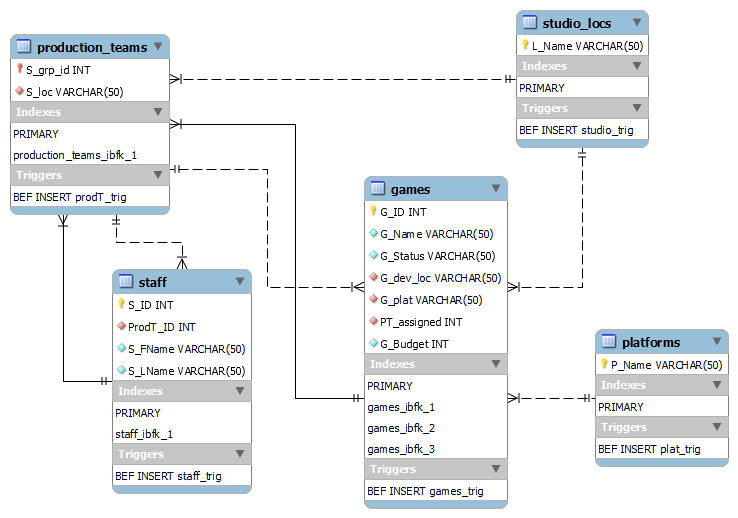 production_teams
S_grp_id INT
S_loc VARCHAR(50)
Indexes
PRIMARY
production_teams_ibfk_1
Triggers
BEF INSERT prodT_trig
studio_locs
L_Name VARCHAR(50)
Indexes
PRIMARY
Triggers
BEF INSERT studio_trig
games
G_ID INT
G_Name VARCHAR(50)
G_Status VARCHAR(50)
G_dev_loc VARCHAR(50)
G_plat VARCHAR(50)
PT_assigned INT
G_Budget INT
Indexes
PRIMARY
games_ibfk_1
games_ibfk_2
games_ibfk_3
Triggers
BEF INSERT games_trig
staff
S_ID INT
ProdT_ID INT
S_FName VARCHAR(50)
S_LName VARCHAR(50)
Indexes
PRIMARY
staff_ibfk_1
Triggers
BEF INSERT staff_trig
platforms
P_Name VARCHAR(50)
Indexes
PRIMARY
Triggers
BEF INSERT plat_trig